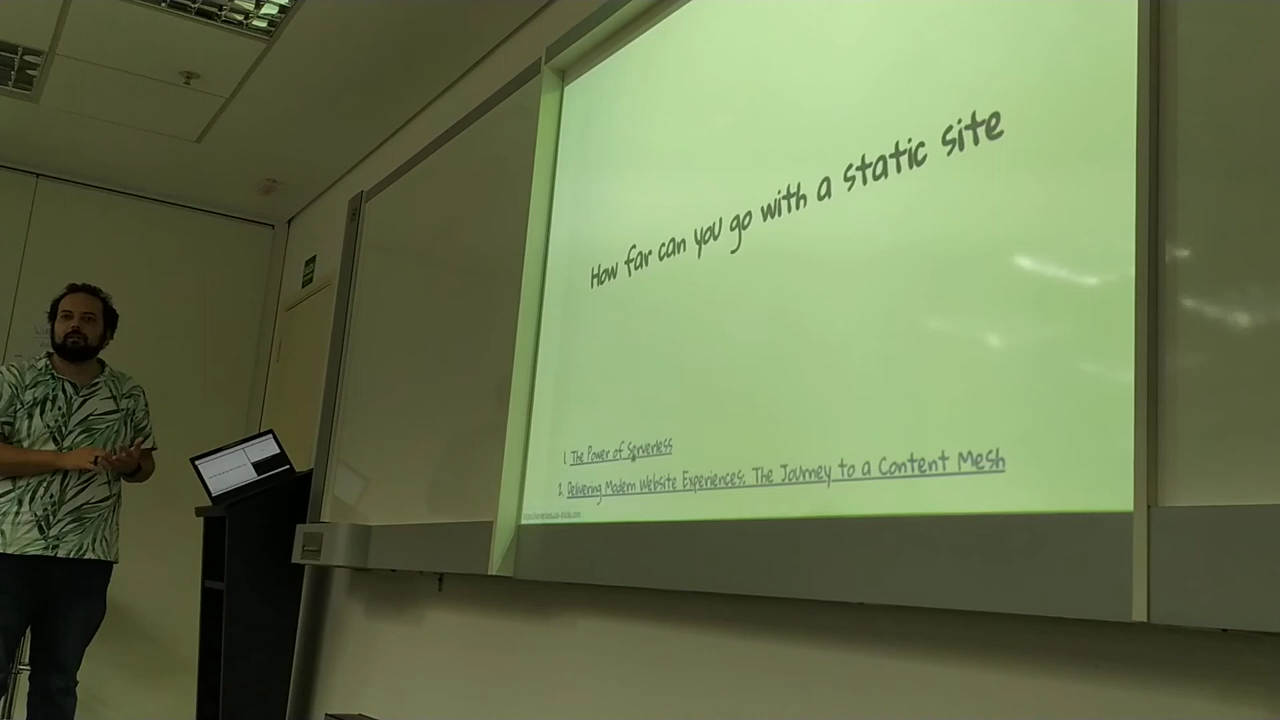 How far can you go with a static site
1. The Power of Serverless
2. Delivering Modern Website Experiences: The Journey to a Content Mesh